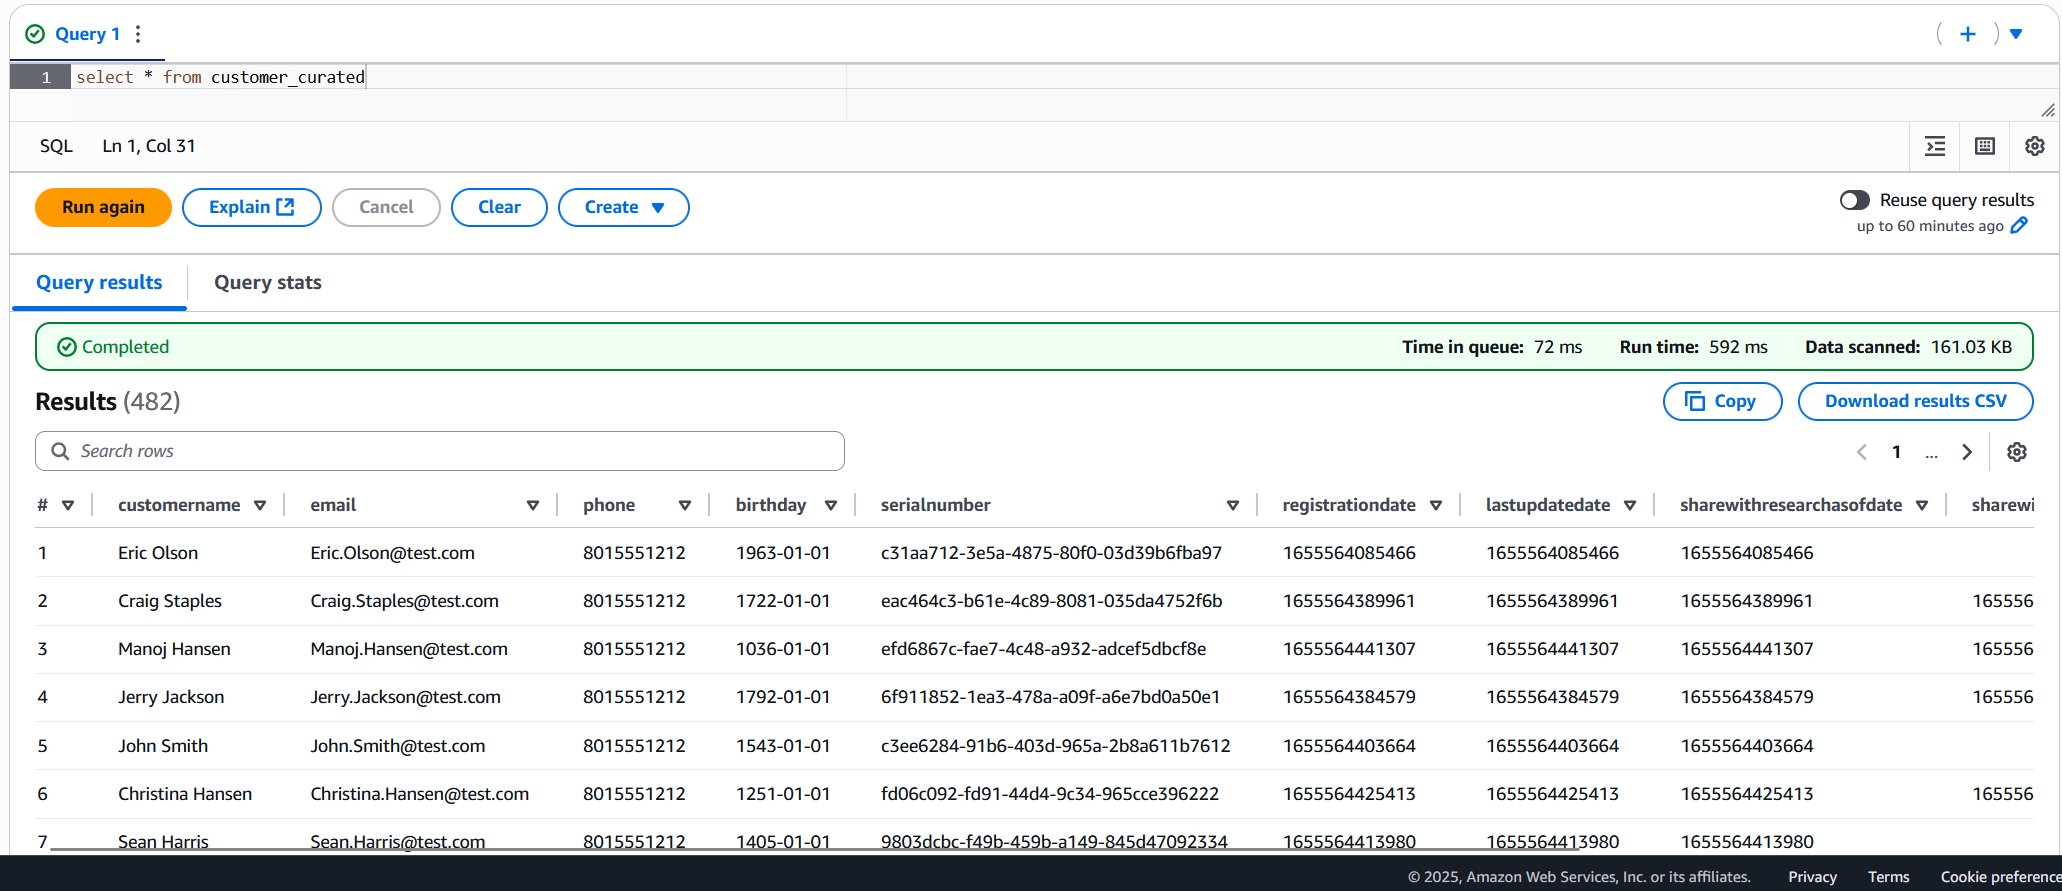 Query 1
1 select * from customer_curated
SQL Ln 1, Col 31
Run again Explain Cancel Clear Create
Reuse query results
up to 60 minutes ago
Query results Query stats
Completed Time in queue: 72 ms Run time: 592 ms Data scanned: 161.03 KB
Results (482) Copy Download results CSV
Search rows 1 ...
# customername email phone birthday serialnumber registrationdate lastupdatedate sharewithresearchasofdate sharewi
1 Eric Olson Eric.Olson@test.com 8015551212 1963-01-01 c31aa712-3e5a-4875-80f0-03d39b6fba97 1655564085466 1655564085466 1655564085466
2 Craig Staples Craig.Staples@test.com 8015551212 1722-01-01 eac464c3-b61e-4c89-8081-035da4752f6b 1655564389961 1655564389961 1655564389961 165556
3 Manoj Hansen Manoj.Hansen@test.com 8015551212 1036-01-01 efd6867c-fae7-4c48-a932-adcef5dbcf8e 1655564441307 1655564441307 1655564441307 165556
4 Jerry Jackson Jerry.Jackson@test.com 8015551212 1792-01-01 6f911852-1ea3-478a-a09f-a6e7bd0a50e1 1655564384579 1655564384579 1655564384579 165556
5 John Smith John.Smith@test.com 8015551212 1543-01-01 c3ee6284-91b6-403d-965a-2b8a611b7612 1655564403664 1655564403664 1655564403664
6 Christina Hansen Christina.Hansen@test.com 8015551212 1251-01-01 fd06c092-fd91-44d4-9c34-965cce396222 1655564425413 1655564425413 1655564425413 165556
7 Sean Harris Sean.Harris@test.com 8015551212 1405-01-01 9803dcbc-f49b-459b-a149-845d47092334 1655564413980 1655564413980 1655564413980
© 2025, Amazon Web Services, Inc. or its affiliates. Privacy Terms Cookie preference